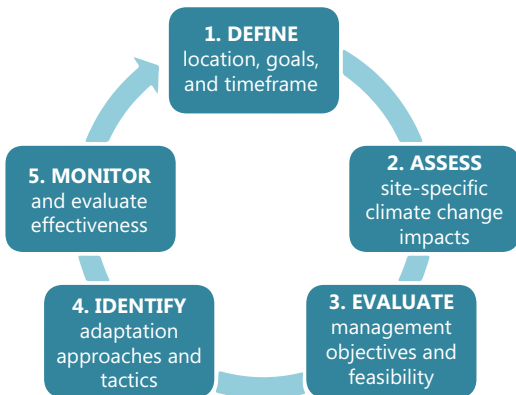 1. DEFINE
location, goals,
and timeframe
2. ASSESS
site-specific
climate change
impacts
3. EVALUATE
management
objectives and
feasibility
4. IDENTIFY
adaptation
approaches and
tactics
5. MONITOR
and evaluate
effectiveness